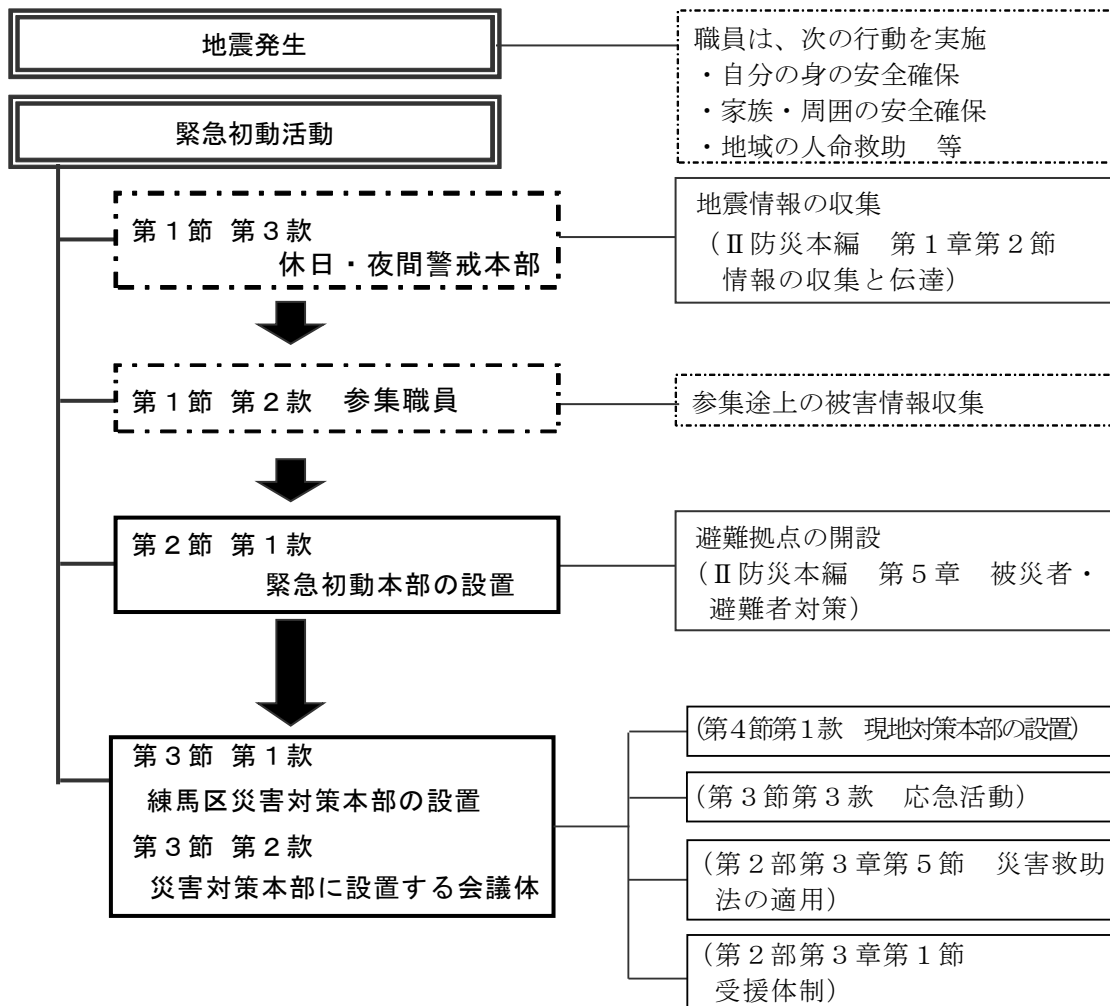 地震発生
職員は、次の行動を実施
・自分の身の安全確保
・家族・周囲の安全確保
・地域の人命救助　等
緊急初動活動
第１節 第３款
休日・夜間警戒本部
地震情報の収集
（Ⅱ防災本編　第１章第２節
情報の収集と伝達）
第１節 第２款　参集職員
参集途上の被害情報収集
第２節 第１款
緊急初動本部の設置
避難拠点の開設
（Ⅱ防災本編　第５章　被災者・
避難者対策）
第３節 第１款
練馬区災害対策本部の設置
第３節 第２款
災害対策本部に設置する会議体
（第４節第１款　現地対策本部の設置）
（第３節第３款　応急活動）
（第２部第３章第５節　災害救助
法の適用）
（第２部第３章第１節
受援体制）